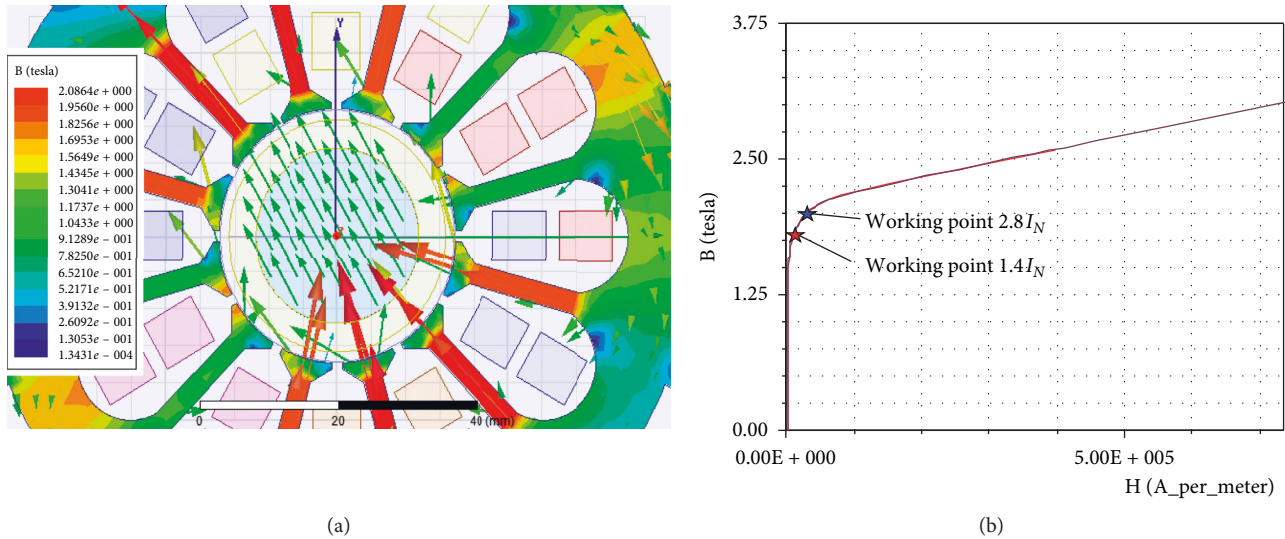 B (tesla)
2.0864e + 000
1.9560e + 000
1.8256e + 000
1.6953e + 000
1.5649e + 000
1.4345e + 000
1.3041e + 000
1.1737e + 000
1.0433e + 000
9.1289e – 001
7.8250e – 001
6.5210e – 001
5.2171e – 001
3.9132e – 001
2.6092e – 001
1.3053e – 001
1.3431e – 004
Y
0
20
40 (mm)
(a)
3.75
2.50
1.25
0.00
B (tesla)
Working point 2.8I_N
Working point 1.4I_N
0.00E + 000
5.00E + 005
H (A_per_meter)
(b)